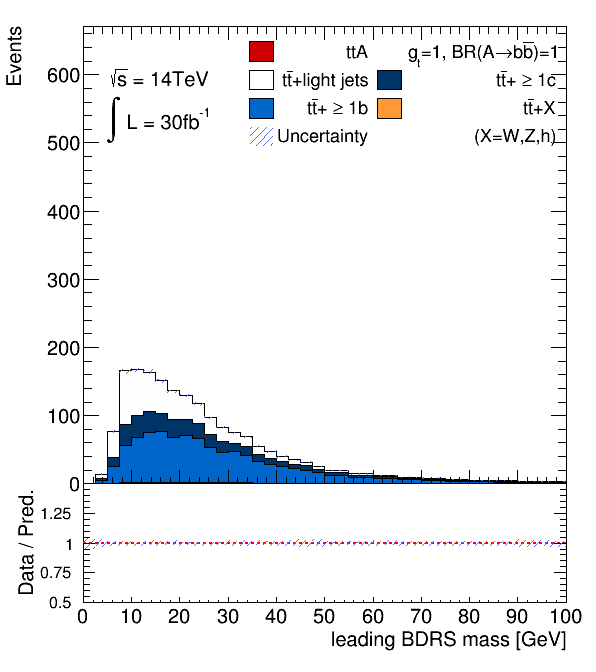 Events
ttA g_t=1, BR(A→bb̅)=1
√s = 14TeV
tt̅+light jets tt̅+ ≥ 1c
∫ L = 30fb⁻¹
tt̅+ ≥ 1b tt̅+X
Uncertainty (X=W,Z,h)
600
500
400
300
200
100
0
Data / Pred.
1.25
1
0.75
0.5
0 10 20 30 40 50 60 70 80 90 100
leading BDRS mass [GeV]